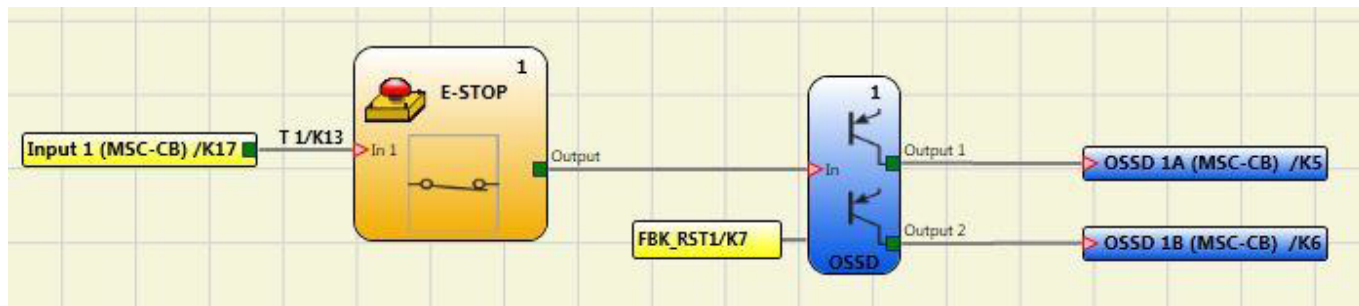 Input 1 (MSC-CB) /K17
T 1/K13
1
E-STOP
In 1
Output
FBK_RST1/K7
1
In
OSSD
Output 1
Output 2
OSSD 1A (MSC-CB) /K5
OSSD 1B (MSC-CB) /K6